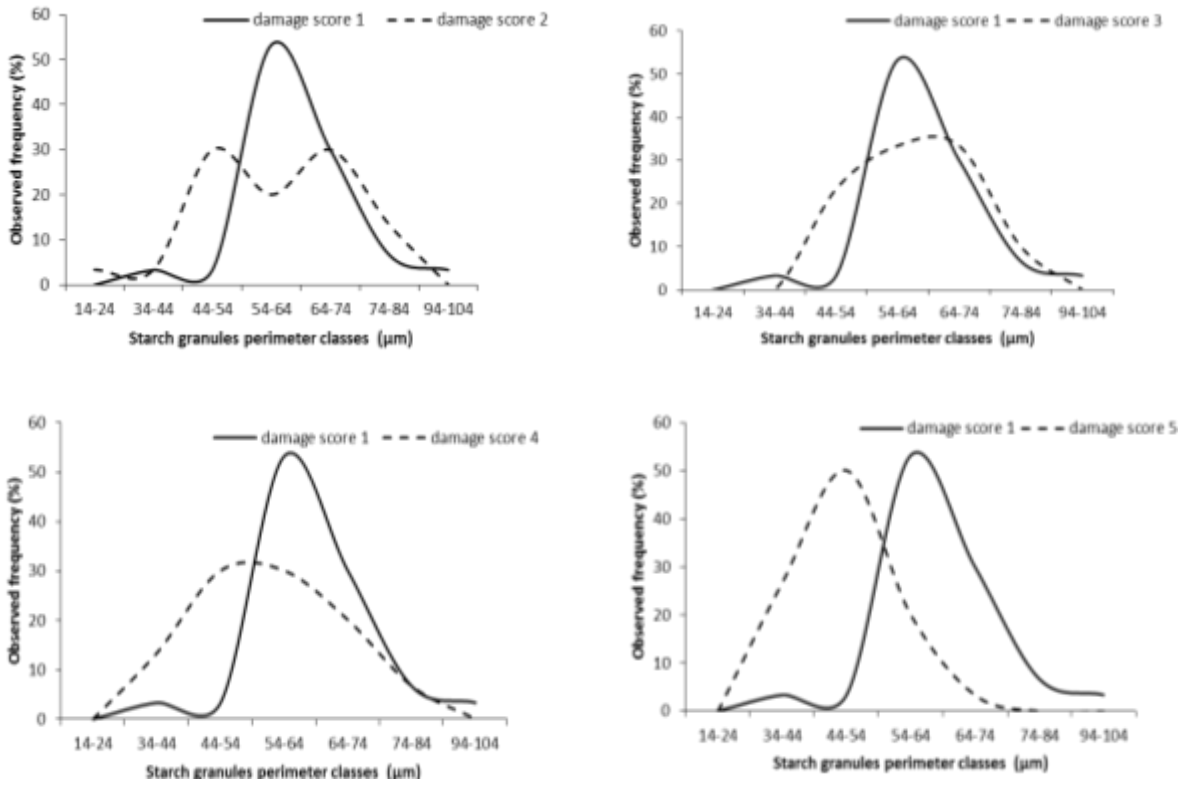 damage score 1 damage score 2
60
50
40
30
20
10
0
Observed frequency (%)
14-24 34-44 44-54 54-64 64-74 74-84 94-104
Starch granules perimeter classes (µm)
damage score 1 damage score 3
60
50
40
30
20
10
0
Observed frequency (%)
14-24 34-44 44-54 54-64 64-74 74-84 94-104
Starch granules perimeter classes (µm)
damage score 1 damage score 4
60
50
40
30
20
10
0
Observed frequency (%)
14-24 34-44 44-54 54-64 64-74 74-84 94-104
Starch granules perimeter classes (µm)
damage score 1 damage score 5
60
50
40
30
20
10
0
Observed frequency (%)
14-24 34-44 44-54 54-64 64-74 74-84 94-104
Starch granules perimeter classes (µm)